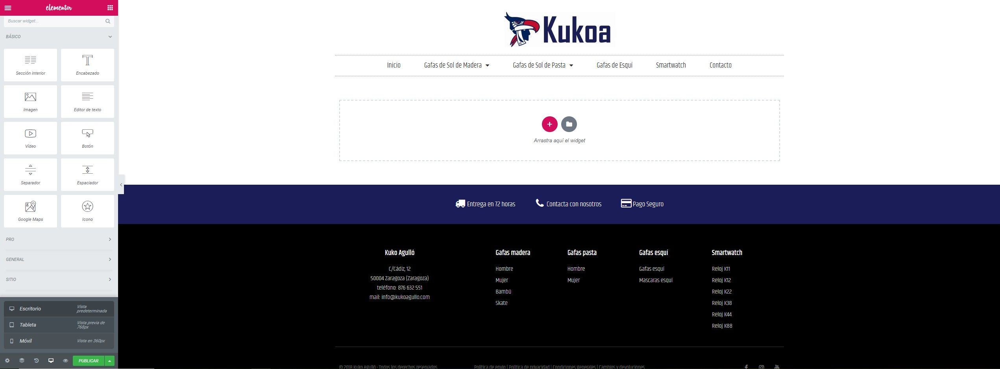 elementor
Buscar widget...
BÁSICO
Sección interior
Encabezado
Imagen
Editor de texto
Vídeo
Botón
Separador
Espaciador
Google Maps
Icono
PRO
GENERAL
SITIO
Escritorio
Vista predeterminada
Tableta
Vista previa de 768px
Móvil
Vista en 360px
PUBLICAR
Kukoa
Inicio
Gafas de Sol de Madera
Gafas de Sol de Pasta
Gafas de Esquí
Smartwatch
Contacto
Arrastra aquí el widget
Entrega en 72 horas
Contacta con nosotros
Pago Seguro
Kuko Agulló
C/Cádiz, 12
50004 Zaragoza (Zaragoza)
teléfono: 876 632 551
mail: info@kukoagullo.com
Gafas madera
Hombre
Mujer
Bambú
Skate
Gafas pasta
Hombre
Mujer
Gafas esquí
Gafas esquí
Mascaras esquí
Smartwatch
Reloj K11
Reloj K12
Reloj K22
Reloj K38
Reloj K44
Reloj K88
© 2018 Kuko Agulló - Todos los derechos reservados
Política de envío | Política de privacidad | Condiciones generales | Cambios y devoluciones